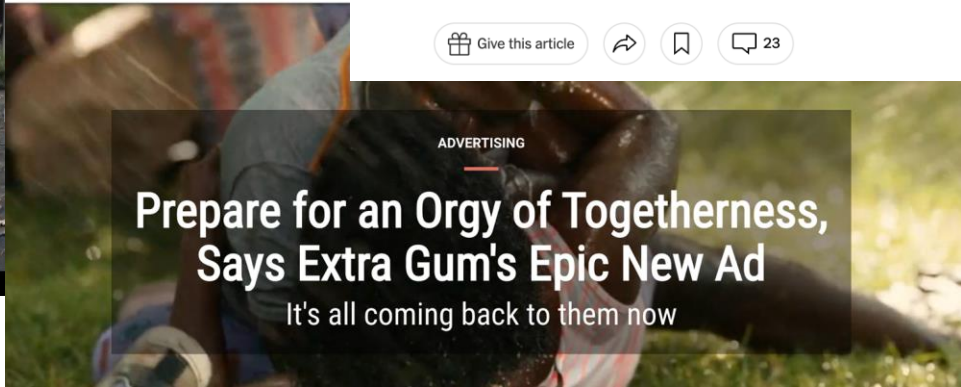 Give this article
23
ADVERTISING
Prepare for an Orgy of Togetherness,
Says Extra Gum's Epic New Ad
It's all coming back to them now